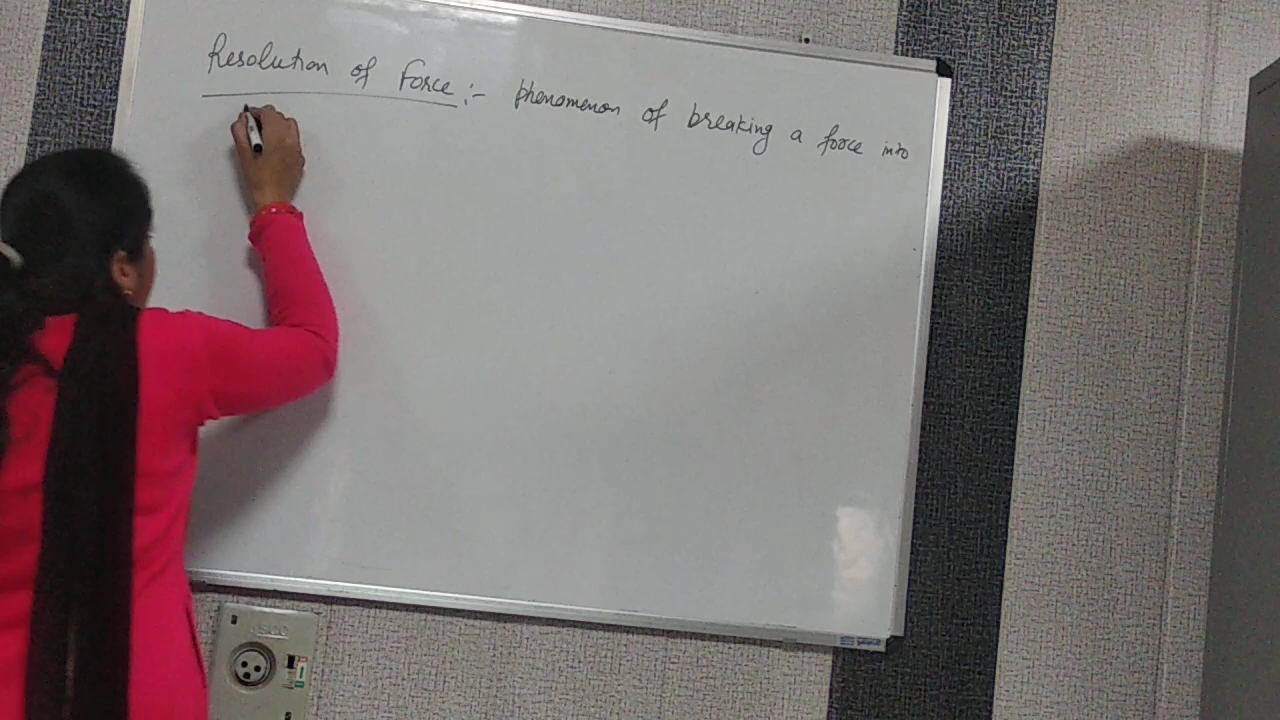 Resolution of Force :- phenomenon of breaking a force into